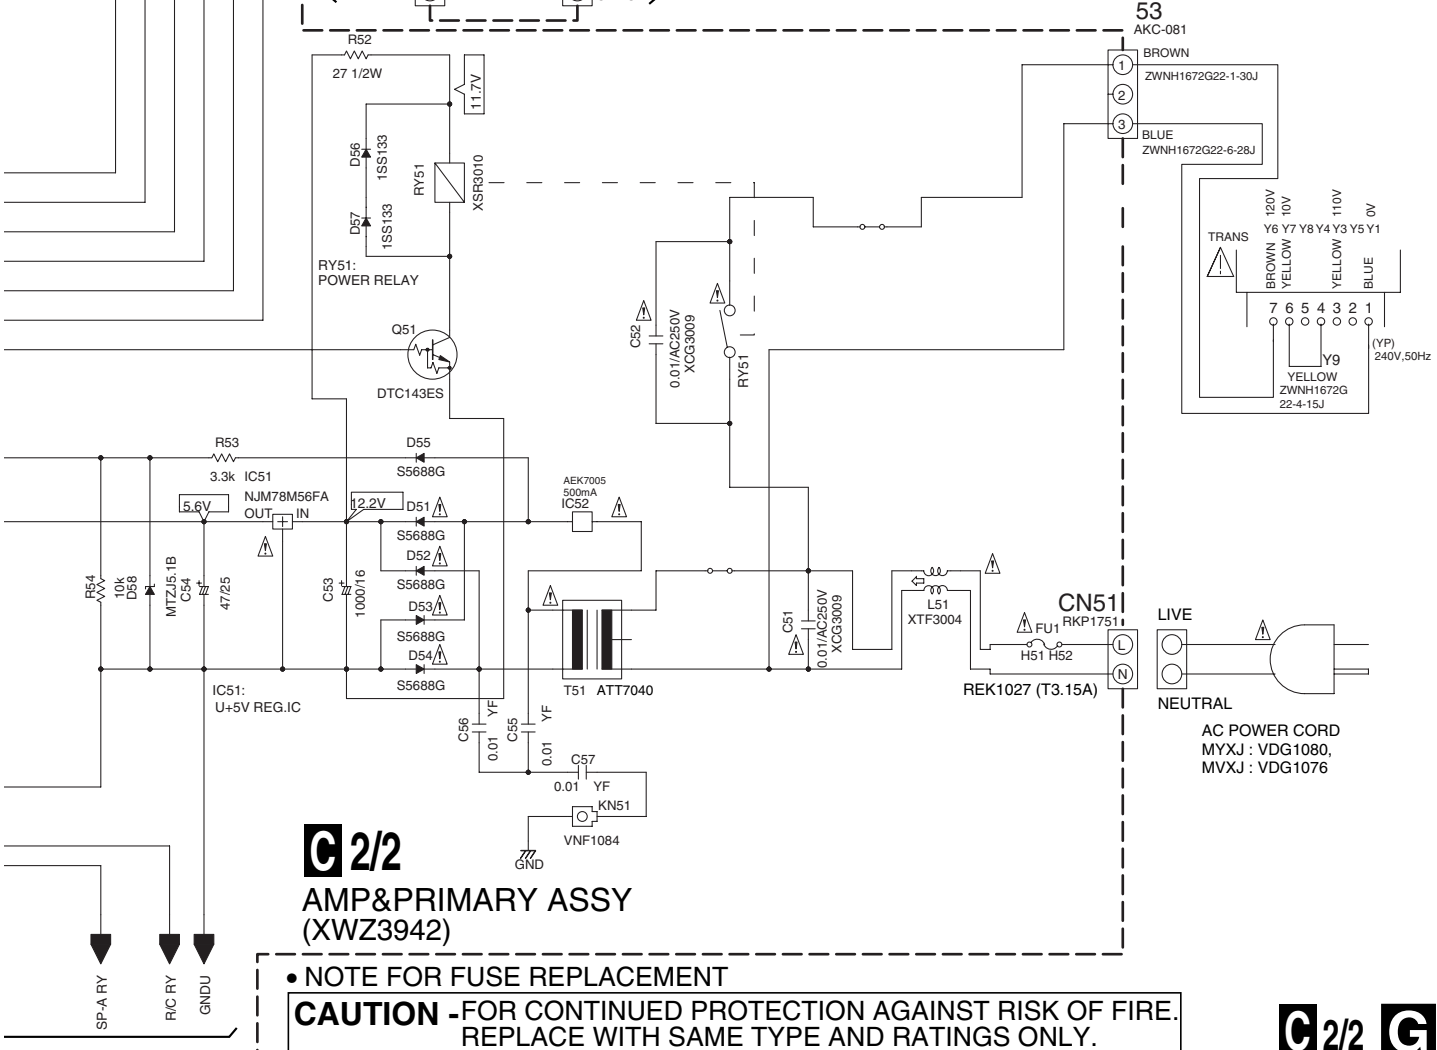 53
AKC-081
R52
27 1/2W
11.7V
1
BROWN
ZWNH1672G22-1-30J
2
3
BLUE
ZWNH1672G22-6-28J
D56
1SS133
RY51
XSR3010
D57
1SS133
RY51:
POWER RELAY
120V
10V
110V
0V
Y6 Y7 Y8 Y4 Y3 Y5 Y1
TRANS
BROWN
YELLOW
YELLOW
BLUE
7 6 5 4 3 2 1
(YP)
240V,50Hz
Y9
YELLOW
ZWNH1672G
22-4-15J
C52
0.01/AC250V
XCG3009
RY51
Q51
DTC143ES
R53
3.3k
D55
S5688G
IC51
NJM78M56FA
OUT
IN
5.6V
12.2V
D51
S5688G
AEK7005
500mA
IC52
D52
S5688G
D53
S5688G
D54
S5688G
R54
10k
D58
MTZJ5.1B
C54
+
47/25
C53
+
1000/16
IC51:
U+5V REG.IC
T51
ATT7040
C51
0.01/AC250V
XCG3009
L51
XTF3004
FU1
H51 H52
CN51
RKP1751
L
N
REK1027 (T3.15A)
LIVE
NEUTRAL
AC POWER CORD
MYXJ : VDG1080,
MVXJ : VDG1076
C56
0.01
YF
C55
0.01
YF
C57
0.01 YF
KN51
VNF1084
GND
C 2/2
AMP&PRIMARY ASSY
(XWZ3942)
SP-A RY
R/C RY
GNDU
• NOTE FOR FUSE REPLACEMENT
CAUTION -FOR CONTINUED PROTECTION AGAINST RISK OF FIRE.
REPLACE WITH SAME TYPE AND RATINGS ONLY.
C 2/2 G